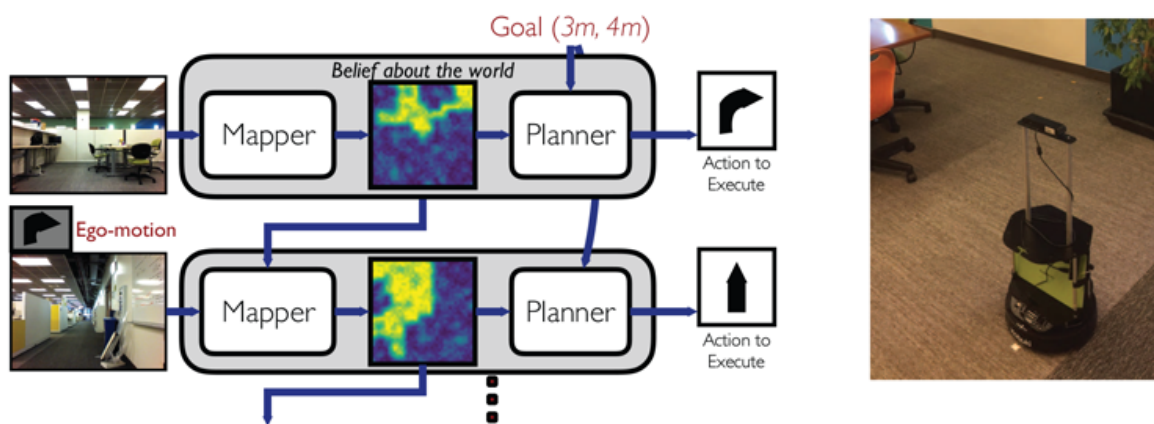 Goal (3m, 4m)
Belief about the world
Mapper
Planner
Action to
Execute
Ego-motion
Mapper
Planner
Action to
Execute